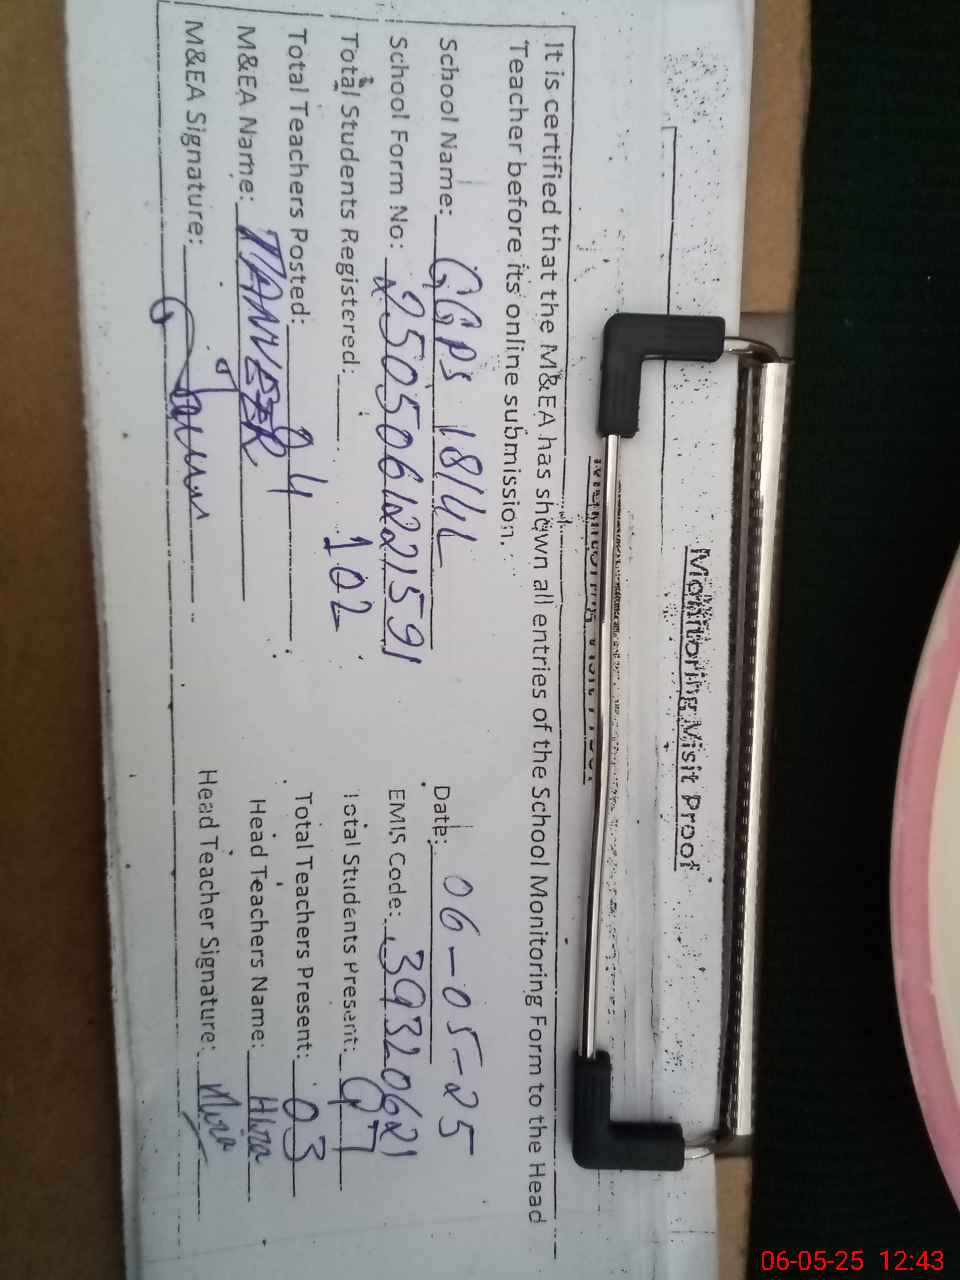 Monitoring Visit Proof
It is certified that the M&EA has shown all entries of the School Monitoring Form to the Head
Teacher before its online submission.
School Name: GGPS 184L Date: 06-05-25
School Form No: 2505061221591 EMIS Code: 39320621
Total Students Registered: 102 Total Students Present: 97
Total Teachers Posted: 04 Total Teachers Present: 03
M&EA Name: TANVEER Head Teachers Name: Hira
M&EA Signature: Head Teacher Signature: Hira
06-05-25 12:43